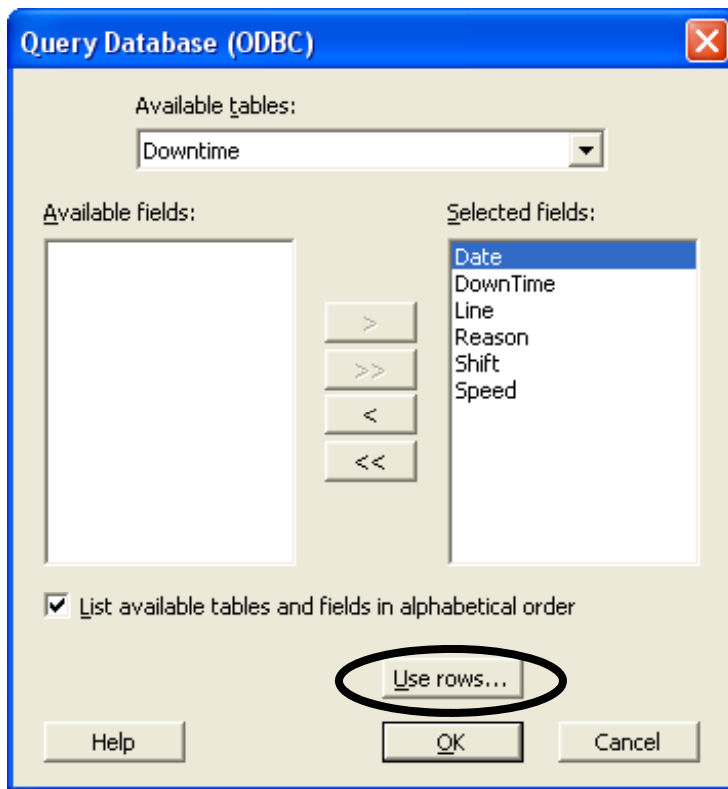 Query Database (ODBC)
Available tables:
Downtime
Available fields:
Selected fields:
Date
DownTime
Line
Reason
Shift
Speed
>
>>
<
<<
List available tables and fields in alphabetical order
Use rows...
Help
OK
Cancel